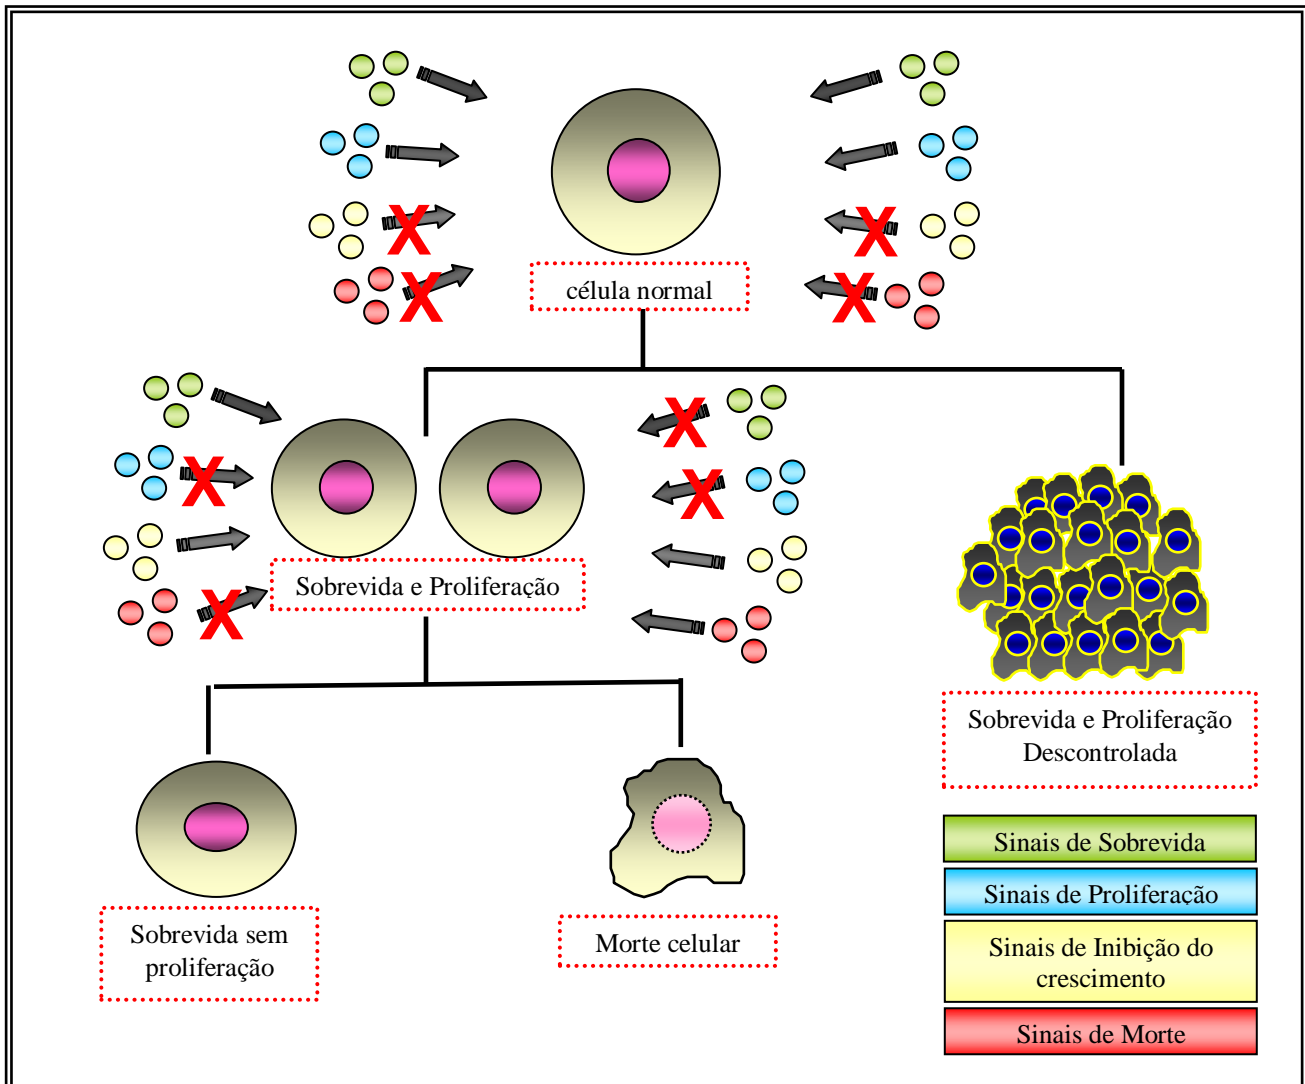 célula normal
Sobrevida e Proliferação
Sobrevida e Proliferação
Descontrolada
Sobrevida sem
proliferação
Morte celular
Sinais de Sobrevida
Sinais de Proliferação
Sinais de Inibição do
crescimento
Sinais de Morte